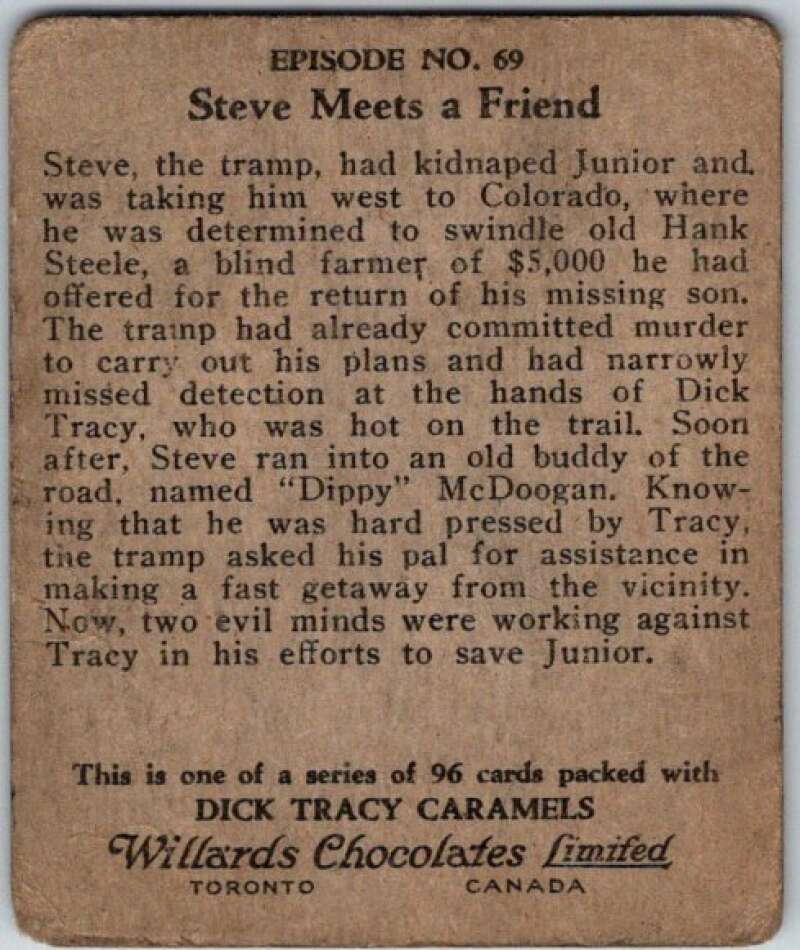 EPISODE NO. 69
Steve Meets a Friend
Steve, the tramp, had kidnaped Junior and
was taking him west to Colorado, where
he was determined to swindle old Hank
Steele, a blind farmer of $5,000 he had
offered for the return of his missing son.
The tramp had already committed murder
to carry out his plans and had narrowly
missed detection at the hands of Dick
Tracy, who was hot on the trail. Soon
after, Steve ran into an old buddy of the
road, named "Dippy" McDoogan. Know-
ing that he was hard pressed by Tracy,
the tramp asked his pal for assistance in
making a fast getaway from the vicinity.
Now, two evil minds were working against
Tracy in his efforts to save Junior.
This is one of a series of 96 cards packed with
DICK TRACY CARAMELS
Willards Chocolates Limited
TORONTO CANADA